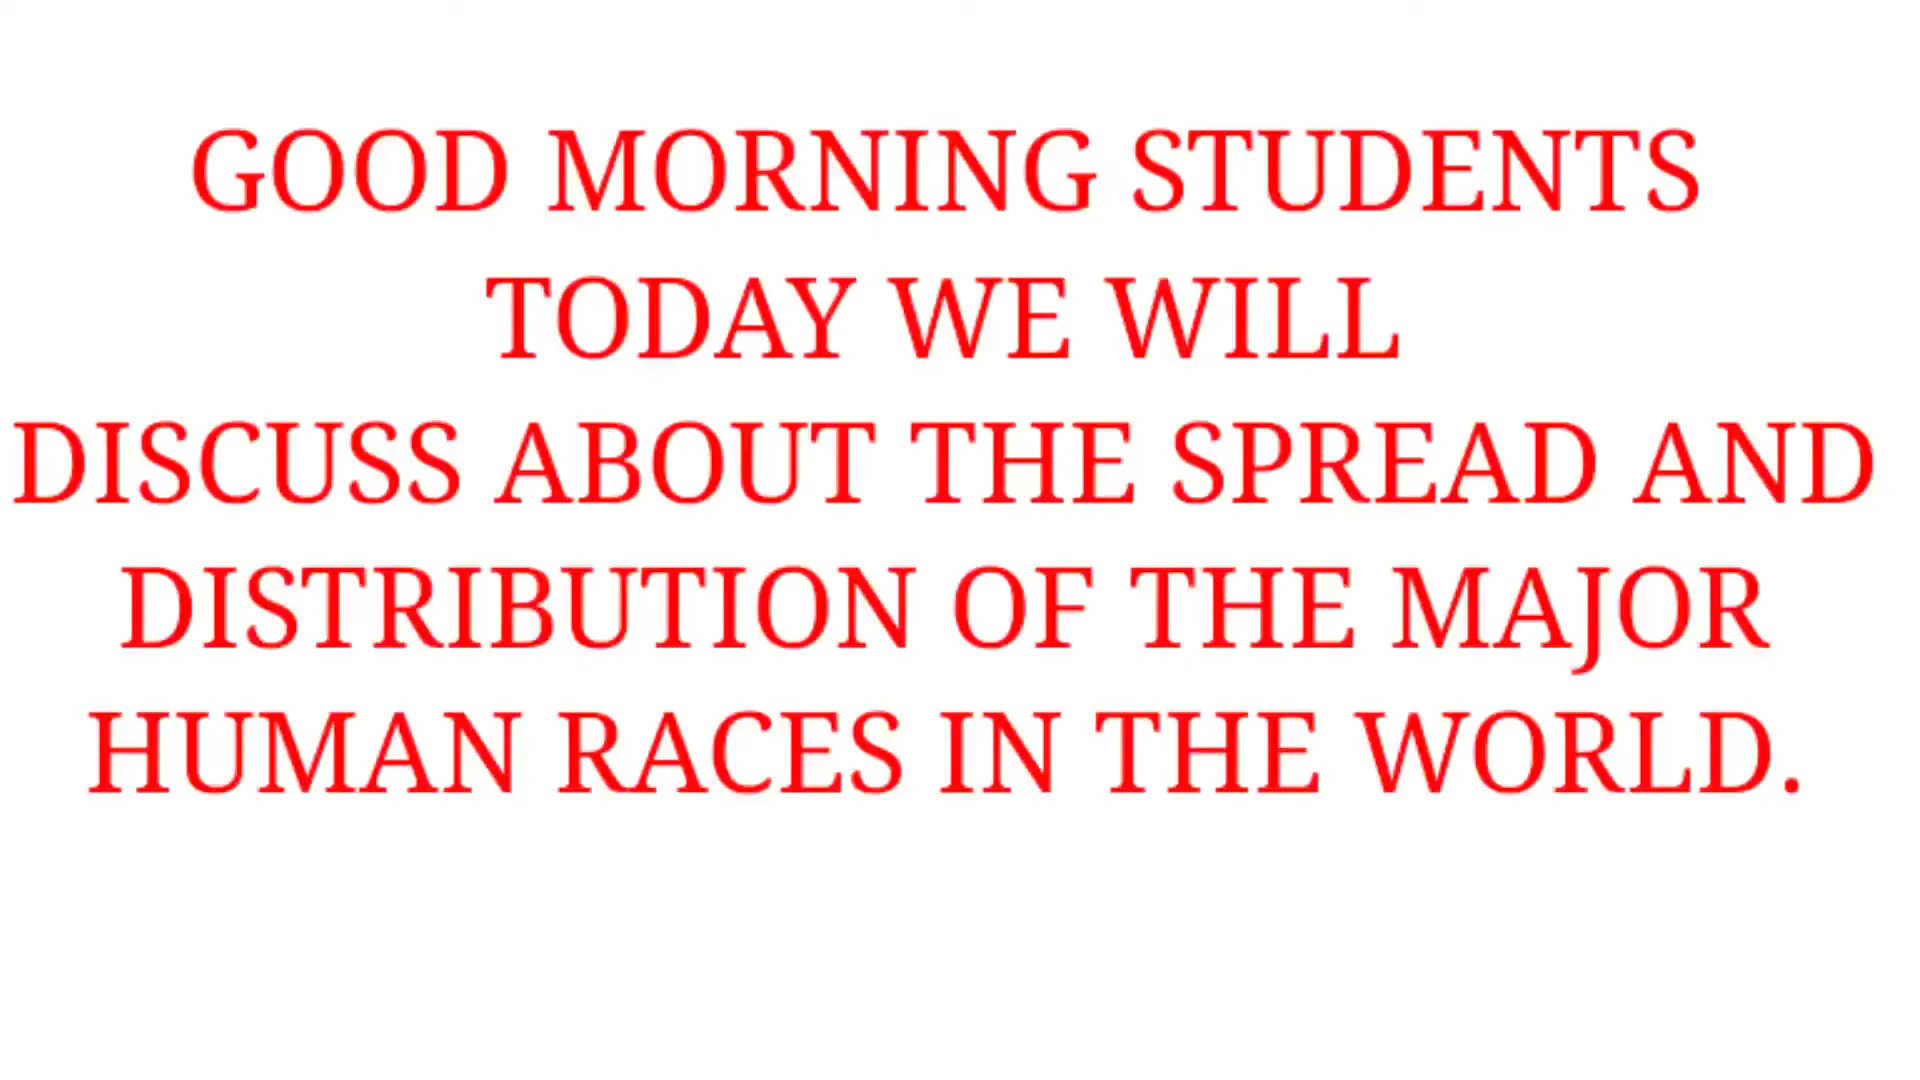 GOOD MORNING STUDENTS
TODAY WE WILL
DISCUSS ABOUT THE SPREAD AND
DISTRIBUTION OF THE MAJOR
HUMAN RACES IN THE WORLD.